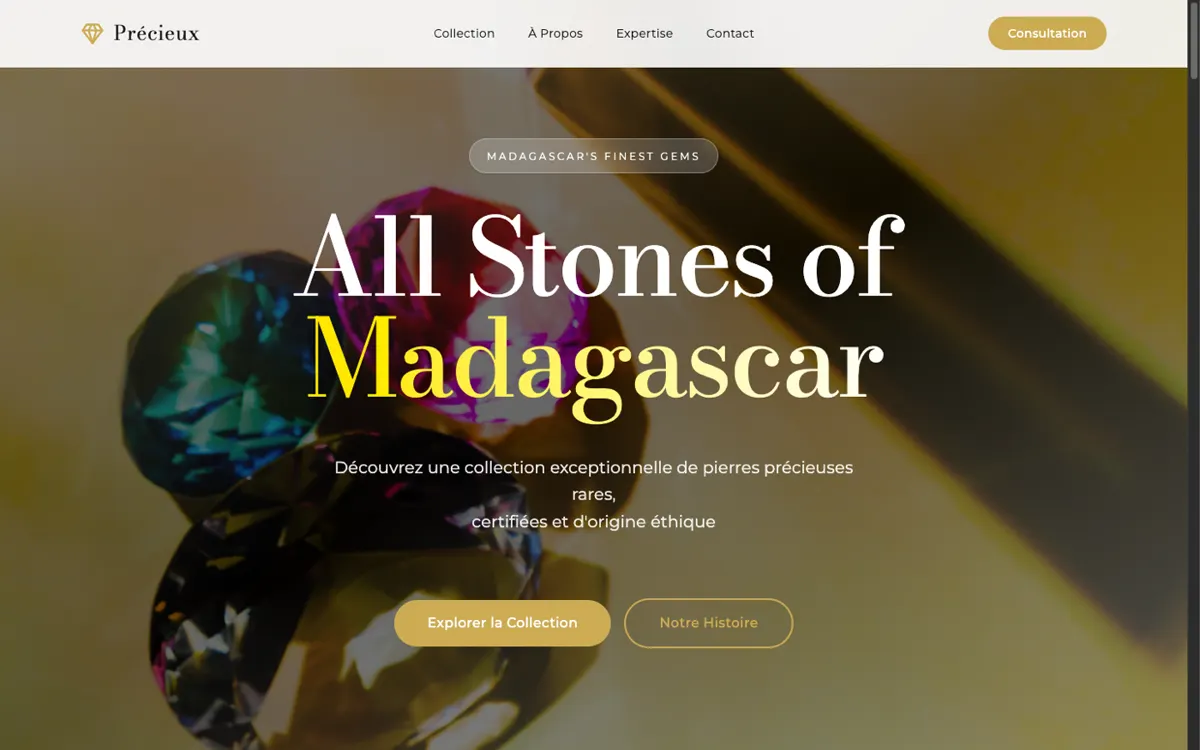 Précieux
Collection
À Propos
Expertise
Contact
Consultation
MADAGASCAR'S FINEST GEMS
All Stones of
Madagascar
Découvrez une collection exceptionnelle de pierres précieuses
rares,
certifiées et d'origine éthique
Explorer la Collection
Notre Histoire